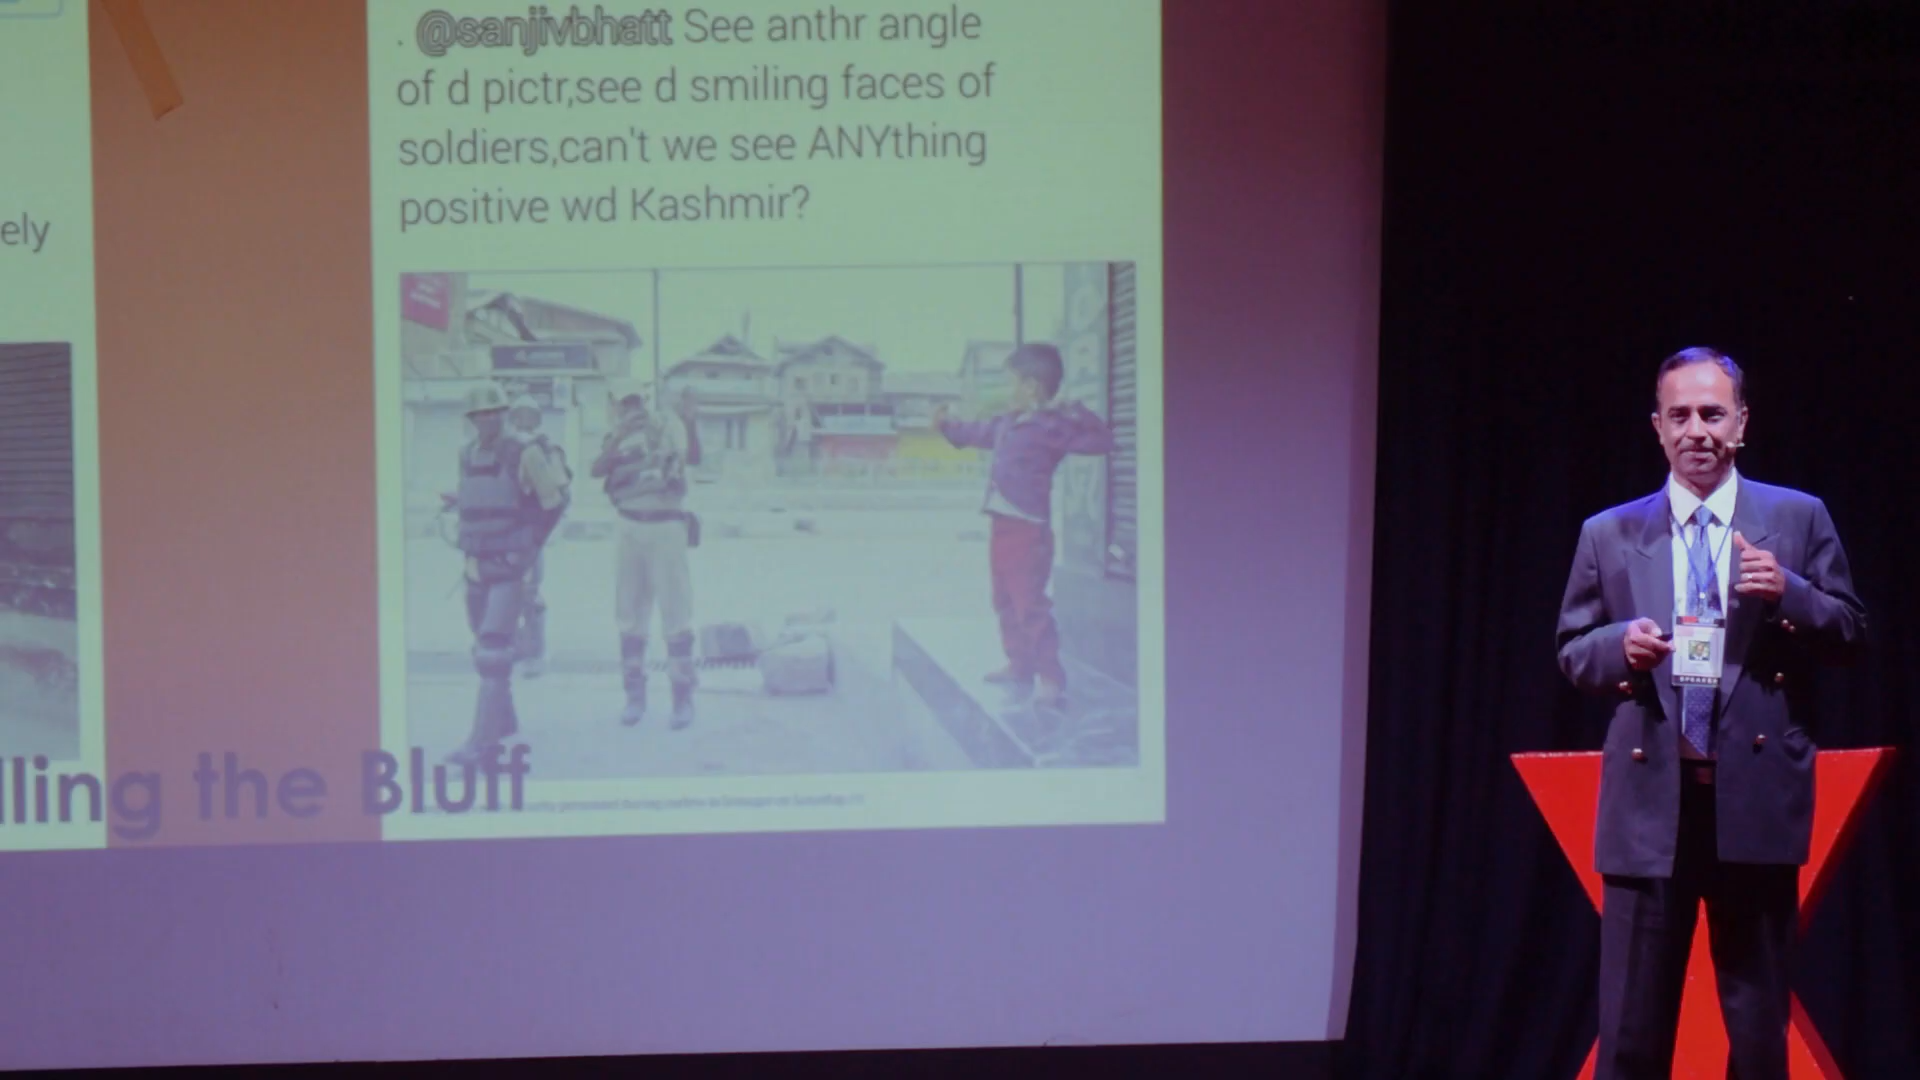 . @sanjivbhatt See anthr angle
of d pictr,see d smiling faces of
soldiers,can't we see ANYthing
positive wd Kashmir?
ely
lling the Bluff
SPEAKER